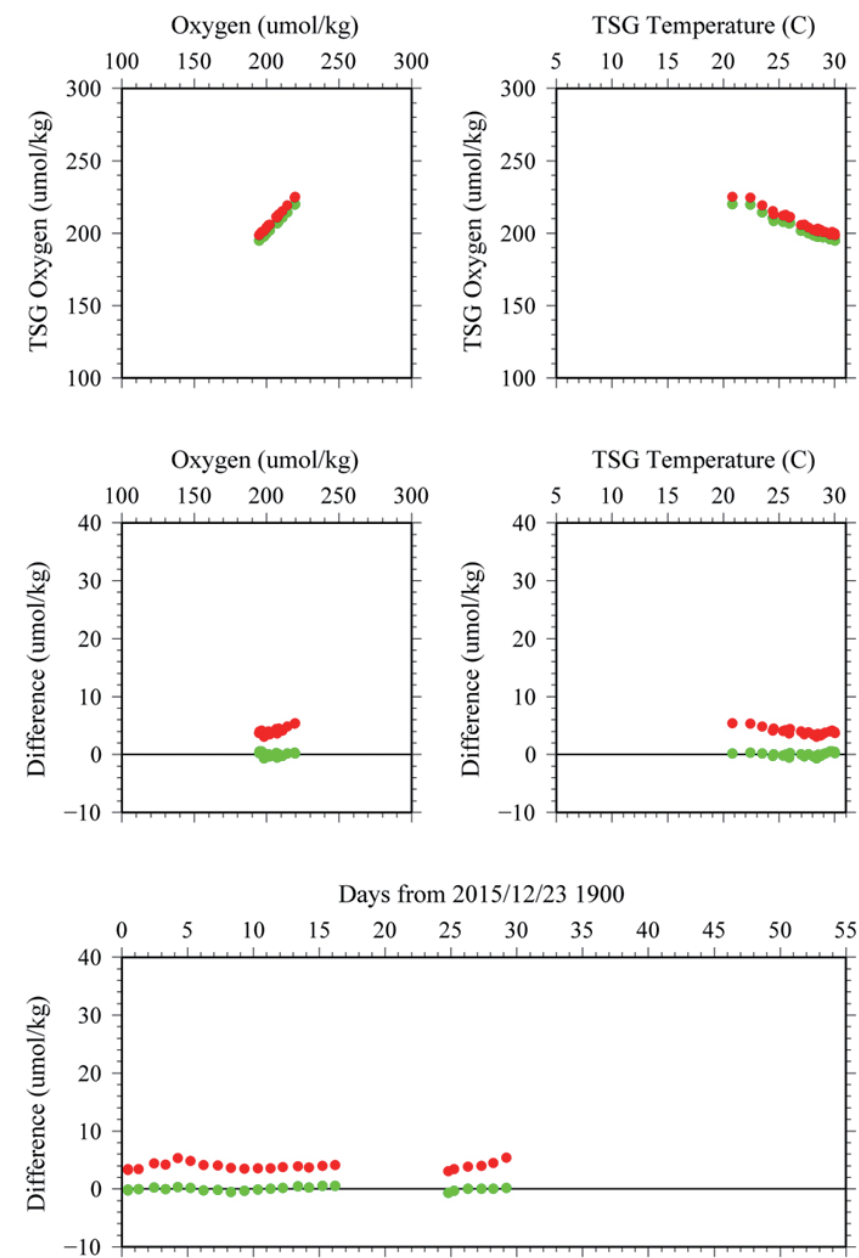 Oxygen (umol/kg) TSG Temperature (C)
100 150 200 250 300 5 10 15 20 25 30
TSG Oxygen (umol/kg) TSG Oxygen (umol/kg)
300 300
250 250
200 200
150 150
100 100
Oxygen (umol/kg) TSG Temperature (C)
100 150 200 250 300 5 10 15 20 25 30
Difference (umol/kg) Difference (umol/kg)
40 40
30 30
20 20
10 10
0 0
−10 −10
Days from 2015/12/23 1900
0 5 10 15 20 25 30 35 40 45 50 55
Difference (umol/kg)
40
30
20
10
0
−10